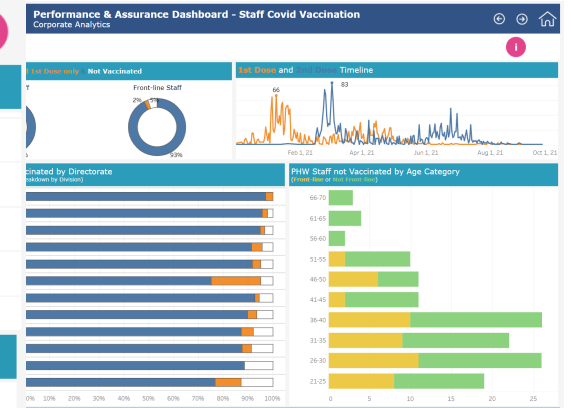 Performance & Assurance Dashboard - Staff Covid Vaccination
Corporate Analytics
i
1st Dose only Not Vaccinated
Front-line Staff
2% 5%
93%
1st Dose and 2nd Dose Timeline
66
83
Feb 1, 21 Apr 1, 21 Jun 1, 21 Aug 1, 21 Oct 1, 21
cinated by Directorate
eakdown by Division)
0% 10% 20% 30% 40% 50% 60% 70% 80% 90% 100%
PHW Staff not Vaccinated by Age Category
(Front-line or Not Front-line)
66-70
61-65
56-60
51-55
46-50
41-45
36-40
31-35
26-30
21-25
0 5 10 15 20 25